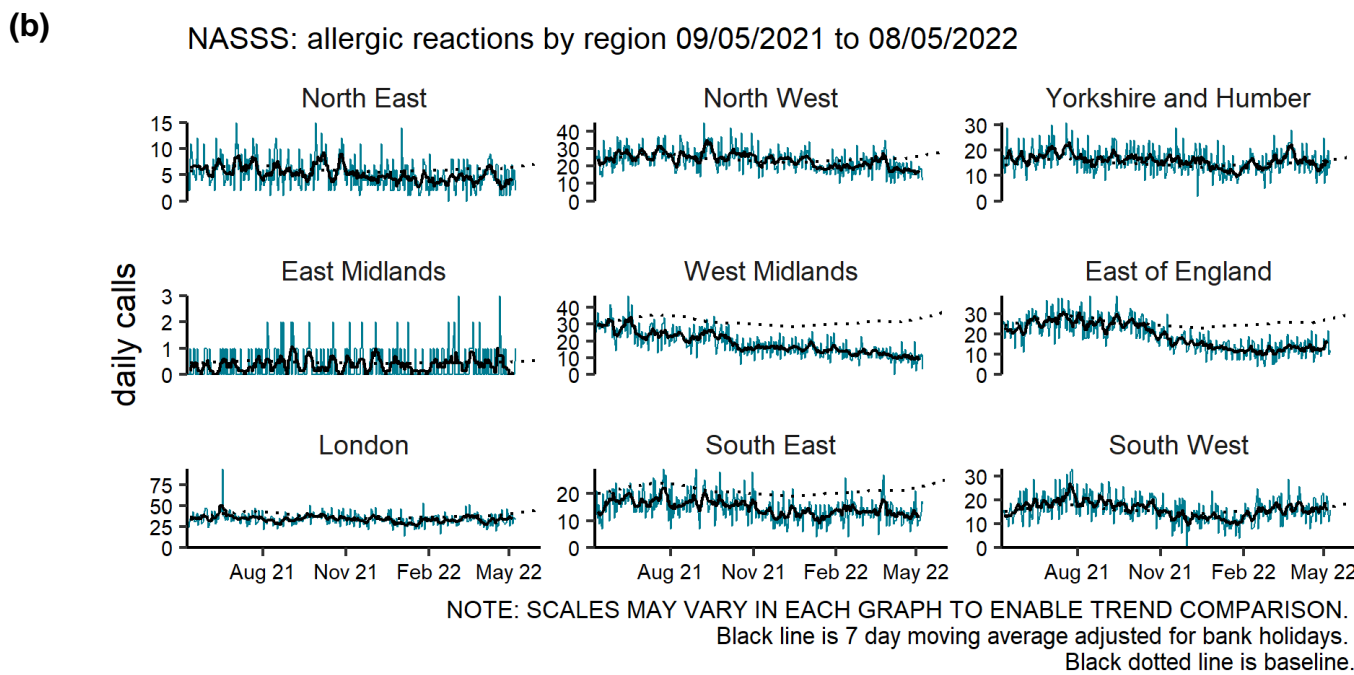 (b)
NASSS: allergic reactions by region 09/05/2021 to 08/05/2022
daily calls
North East
15
10
5
0
North West
40
30
20
10
0
Yorkshire and Humber
30
20
10
0
East Midlands
3
2
1
0
West Midlands
40
30
20
10
0
East of England
30
20
10
0
London
75
50
25
0
Aug 21 Nov 21 Feb 22 May 22
South East
20
10
0
Aug 21 Nov 21 Feb 22 May 22
South West
30
20
10
0
Aug 21 Nov 21 Feb 22 May 22
NOTE: SCALES MAY VARY IN EACH GRAPH TO ENABLE TREND COMPARISON.
Black line is 7 day moving average adjusted for bank holidays.
Black dotted line is baseline.